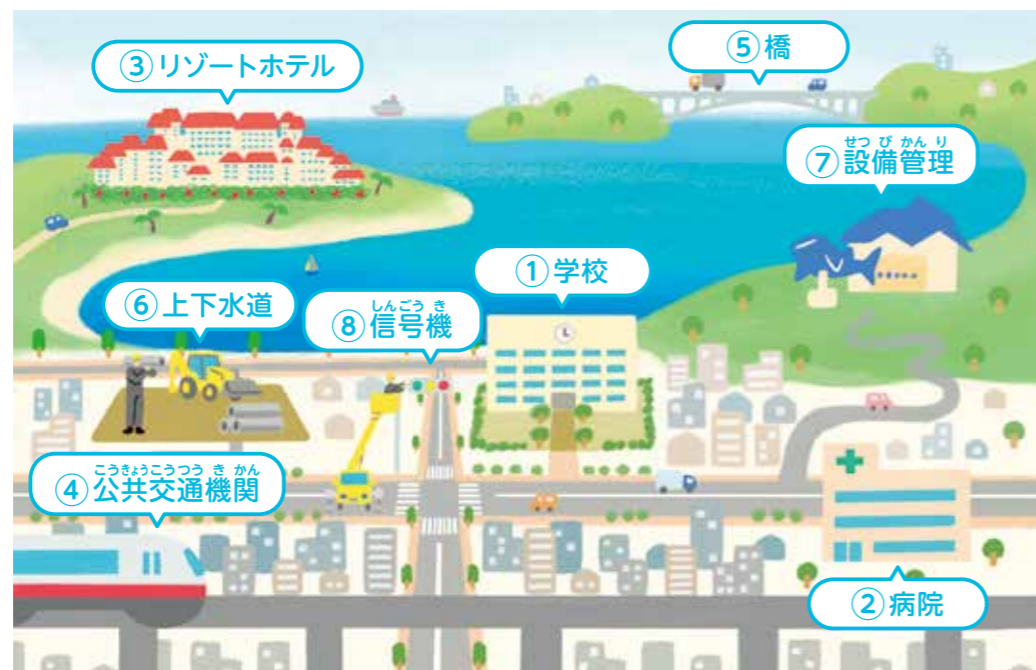 ③リゾートホテル
⑤橋
せつびかんり
⑦設備管理
①学校
⑥上下水道
しんごうき
⑧信号機
こうきょうこうつうきかん
④公共交通機関
②病院